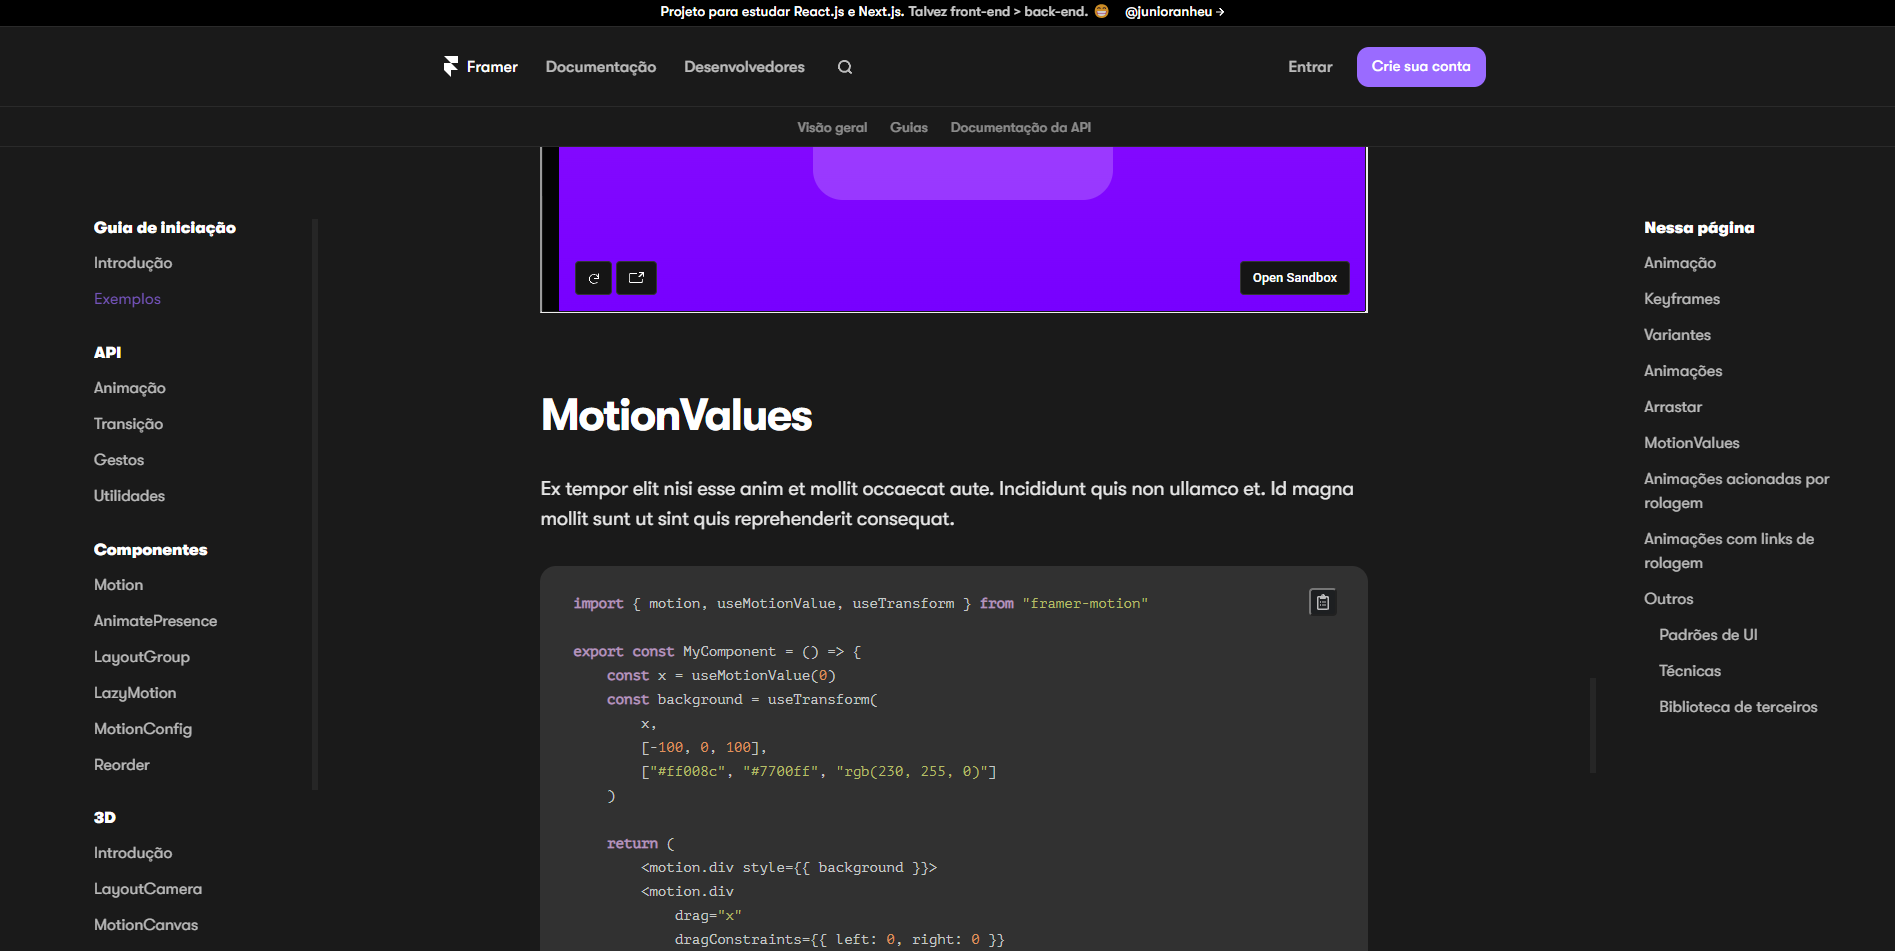 Projeto para estudar React.js e Next.js. Talvez front-end > back-end. 😁 @junioranheu →
Framer Documentação Desenvolvedores
Entrar Crie sua conta
Visão geral Guias Documentação da API
Guia de iniciação
Introdução
Exemplos
API
Animação
Transição
Gestos
Utilidades
Componentes
Motion
AnimatePresence
LayoutGroup
LazyMotion
MotionConfig
Reorder
3D
Introdução
LayoutCamera
MotionCanvas
Open Sandbox
MotionValues
Ex tempor elit nisi esse anim et mollit occaecat aute. Incididunt quis non ullamco et. Id magna
mollit sunt ut sint quis reprehenderit consequat.
import { motion, useMotionValue, useTransform } from "framer-motion"
export const MyComponent = () => {
    const x = useMotionValue(0)
    const background = useTransform(
        x,
        [-100, 0, 100],
        ["#ff008c", "#7700ff", "rgb(230, 255, 0)"]
    )
    return (
        <motion.div style={{ background }}>
        <motion.div
            drag="x"
            dragConstraints={{ left: 0, right: 0 }}
Nessa página
Animação
Keyframes
Variantes
Animações
Arrastar
MotionValues
Animações acionadas por
rolagem
Animações com links de
rolagem
Outros
Padrões de UI
Técnicas
Biblioteca de terceiros